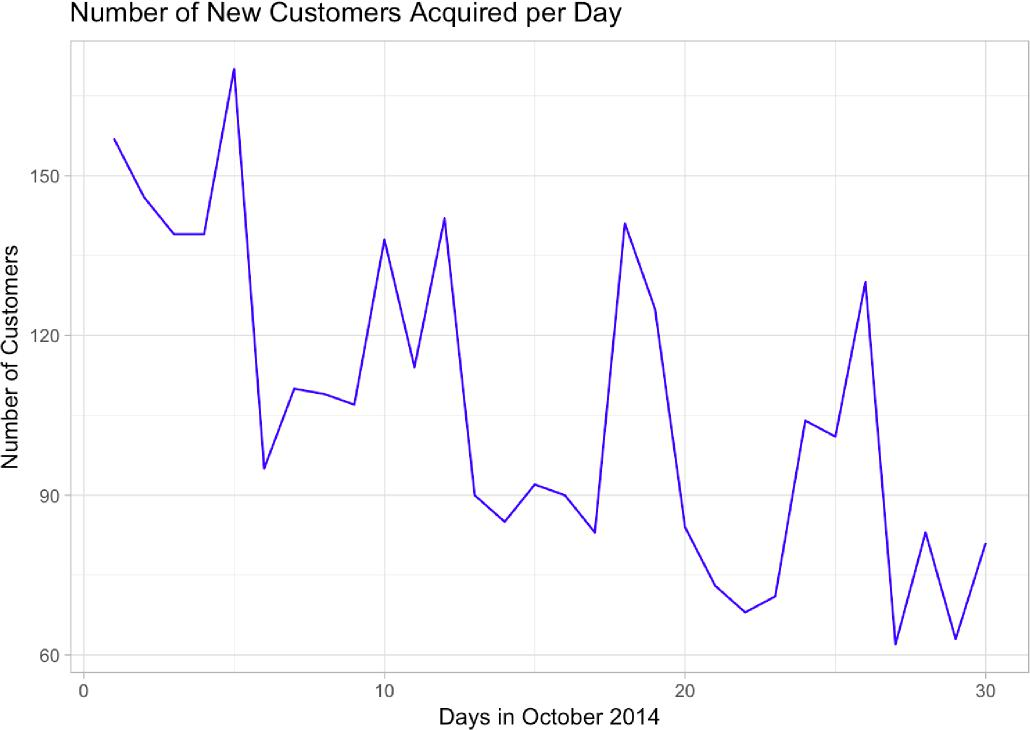 Number of New Customers Acquired per Day
Number of Customers
150
120
90
60
0 10 20 30
Days in October 2014